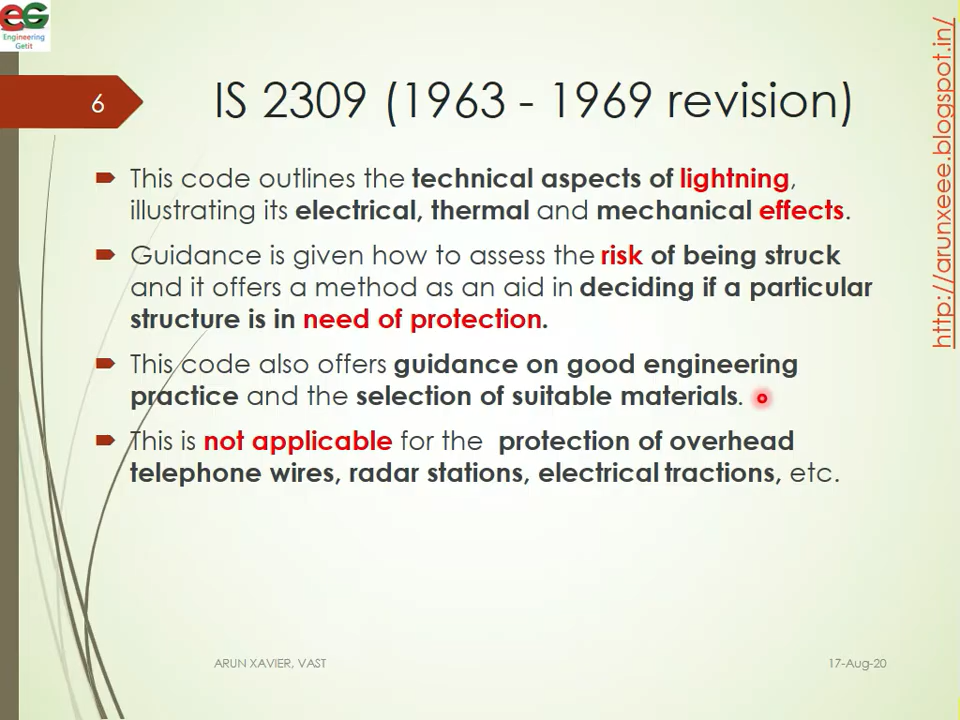 EG
Engineering
Getit
6
IS 2309 (1963 - 1969 revision)
This code outlines the technical aspects of lightning,
illustrating its electrical, thermal and mechanical effects.
Guidance is given how to assess the risk of being struck
and it offers a method as an aid in deciding if a particular
structure is in need of protection.
This code also offers guidance on good engineering
practice and the selection of suitable materials.
This is not applicable for the protection of overhead
telephone wires, radar stations, electrical tractions, etc.
ARUN XAVIER, VAST
17-Aug-20
http://arunxeee.blogspot.in/